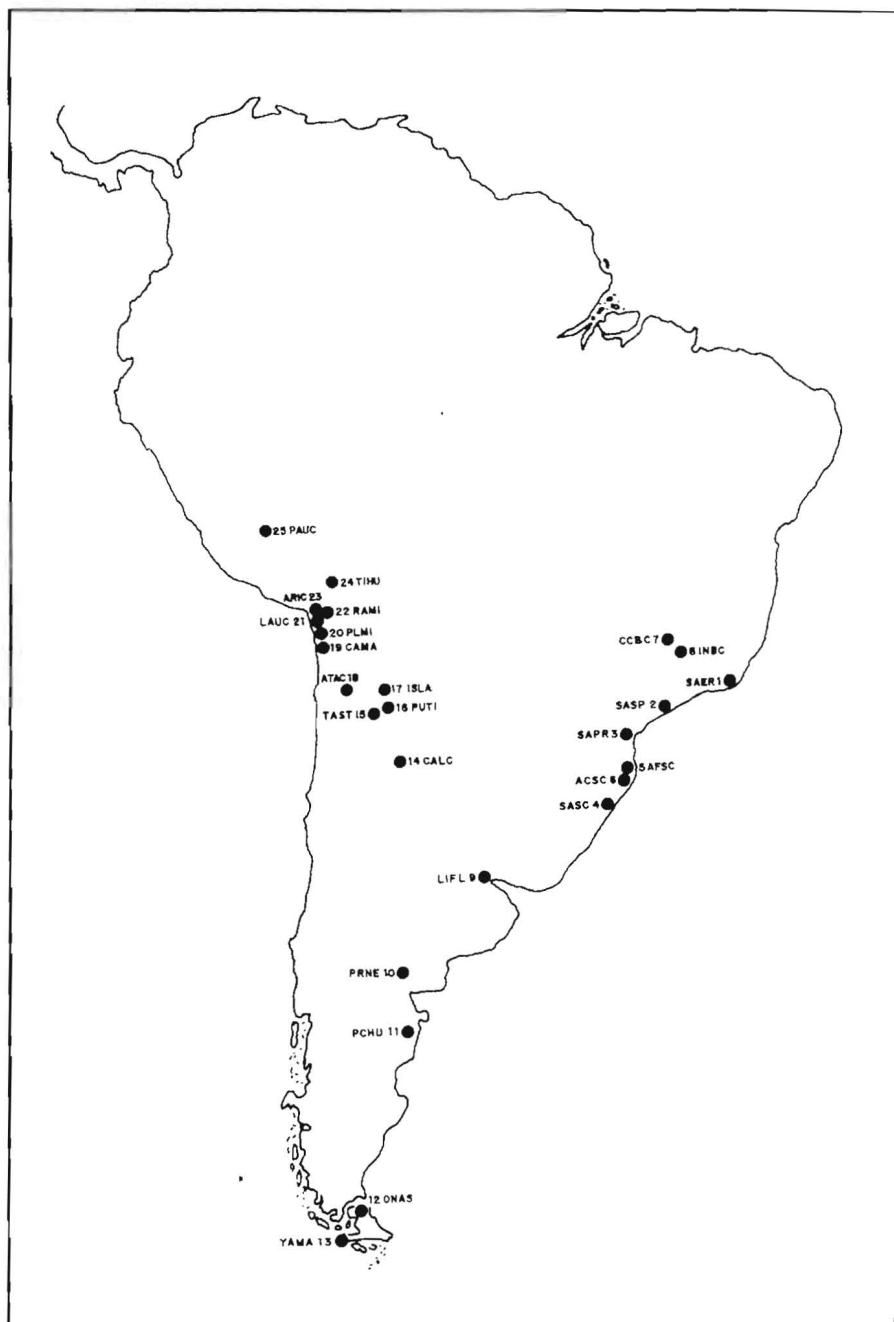 25 PAUC
24 TIHU
ARIC 23
22 RAMI
LAUC 21
20 PLMI
19 CAMA
CCBC 7
8 INBC
ATAC 18
17 ISLA
SAER 1
16 PUTI
TAST 15
SASP 2
SAPR 3
14 CALC
5 AFSC
ACSC 6
SASC 4
LIFL 9
PRNE 10
PCHU 11
12 ONAS
YAMA 13